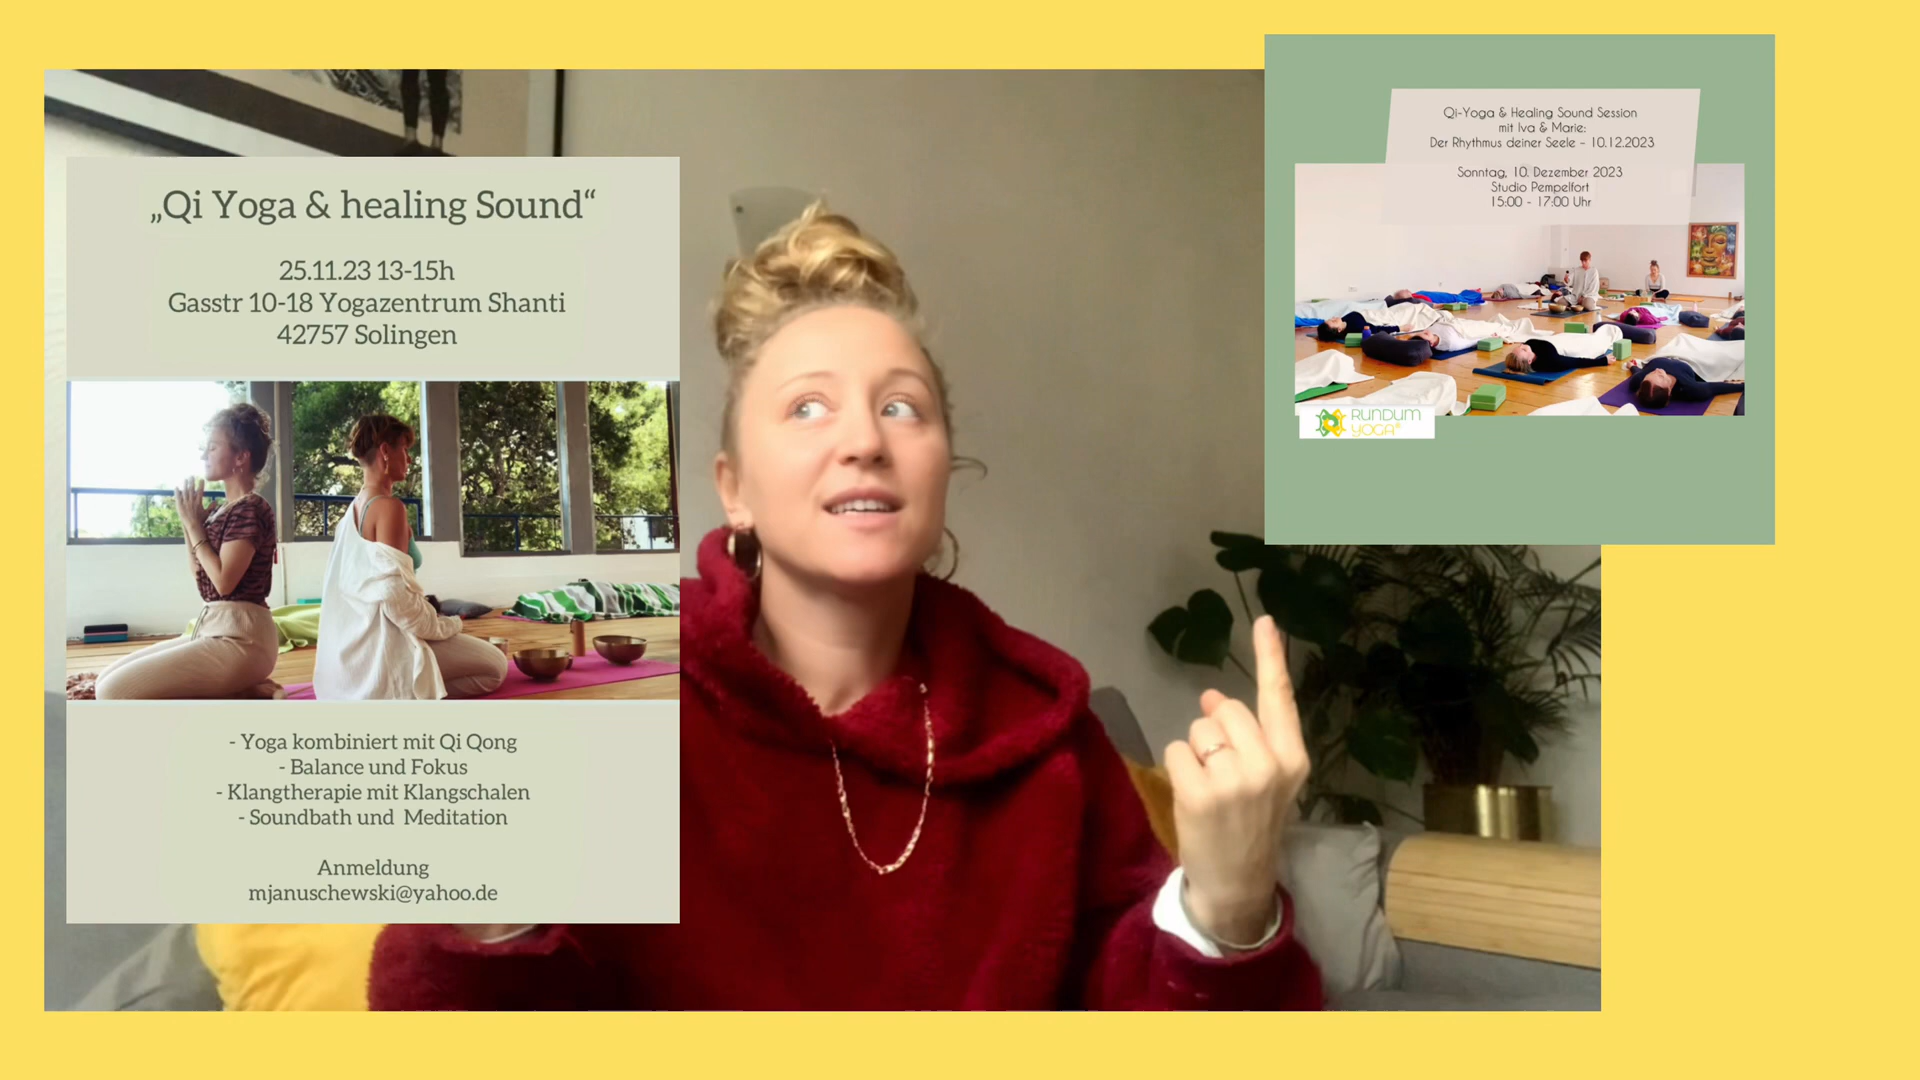 „Qi Yoga & healing Sound“
25.11.23 13-15h
Gasstr 10-18 Yogazentrum Shanti
42757 Solingen
- Yoga kombiniert mit Qi Qong
- Balance und Fokus
- Klangtherapie mit Klangschalen
- Soundbath und Meditation
Anmeldung
mjanuschewski@yahoo.de
Qi-Yoga & Healing Sound Session
mit Iva & Marie:
Der Rhythmus deiner Seele - 10.12.2023
Sonntag, 10. Dezember 2023
Studio Pempelfort
15:00 - 17:00 Uhr
RUNDUM
YOGA®